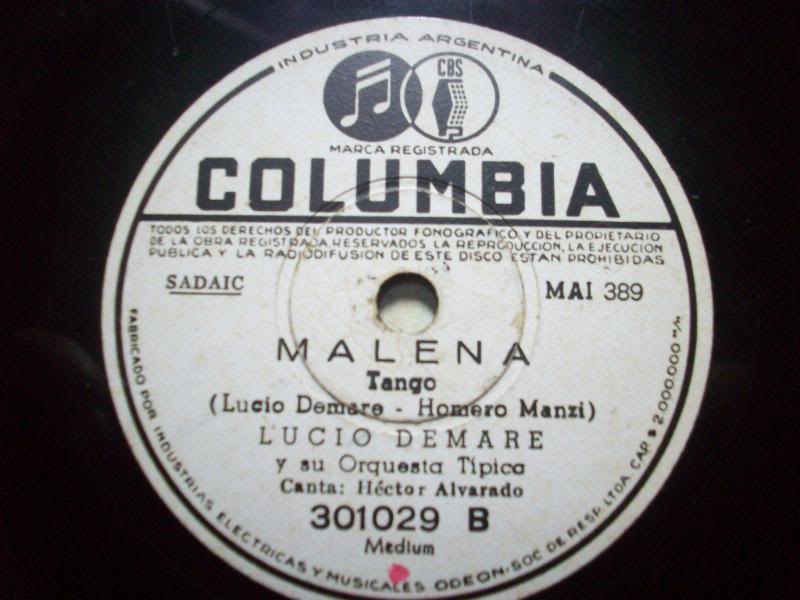 INDUSTRIA ARGENTINA
CBS
MARCA REGISTRADA
COLUMBIA
TODOS LOS DERECHOS DEL PRODUCTOR FONOGRAFICO Y DEL PROPIETARIO
DE LA OBRA REGISTRADA RESERVADOS LA REPRODUCCION, LA EJECUCION
PUBLICA Y LA RADIODIFUSION DE ESTE DISCO ESTAN PROHIBIDAS
SADAIC
MAI 389
MALENA
Tango
(Lucio Demare - Homero Manzi)
LUCIO DEMARE
y su Orquesta Típica
Canta: Héctor Alvarado
301029 B
Medium
FABRICADO POR INDUSTRIAS ELECTRICAS Y MUSICALES ODEON-SOC DE RESP. LTDA CAP. $ 2.000.000 m/n